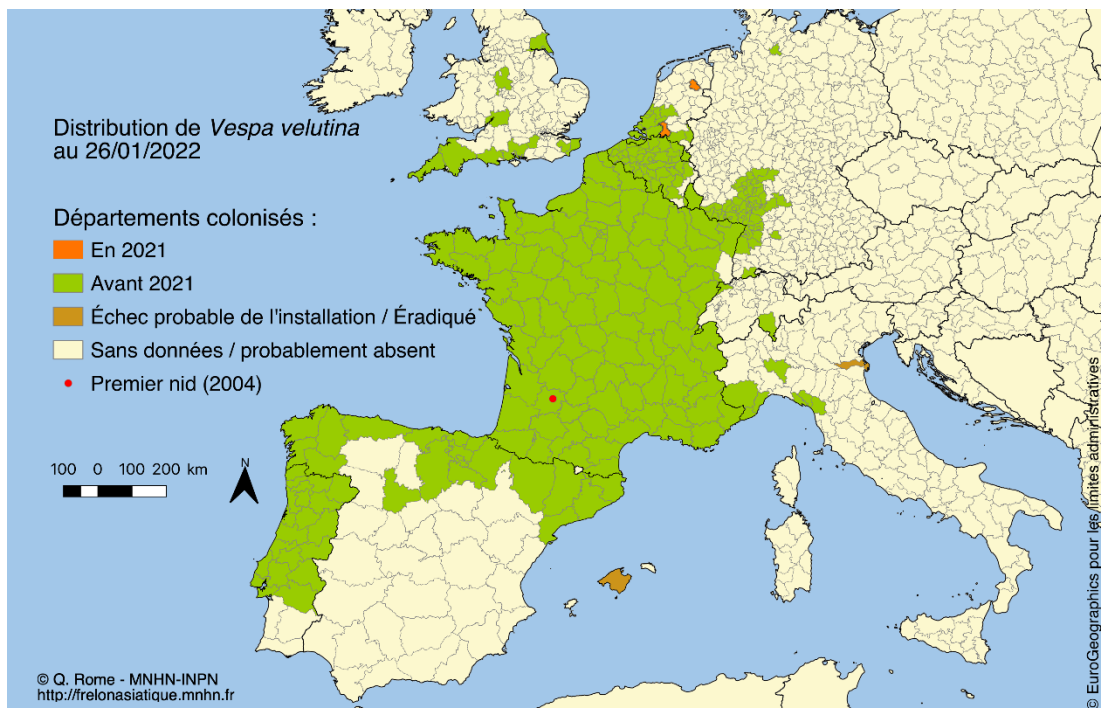 Distribution de Vespa velutina
au 26/01/2022
Départements colonisés :
En 2021
Avant 2021
Échec probable de l'installation / Éradiqué
Sans données / probablement absent
Premier nid (2004)
100 0 100 200 km
N
© Q. Rome - MNHN-INPN
http://frelonasiatique.mnhn.fr
© EuroGeographics pour les limites administratives